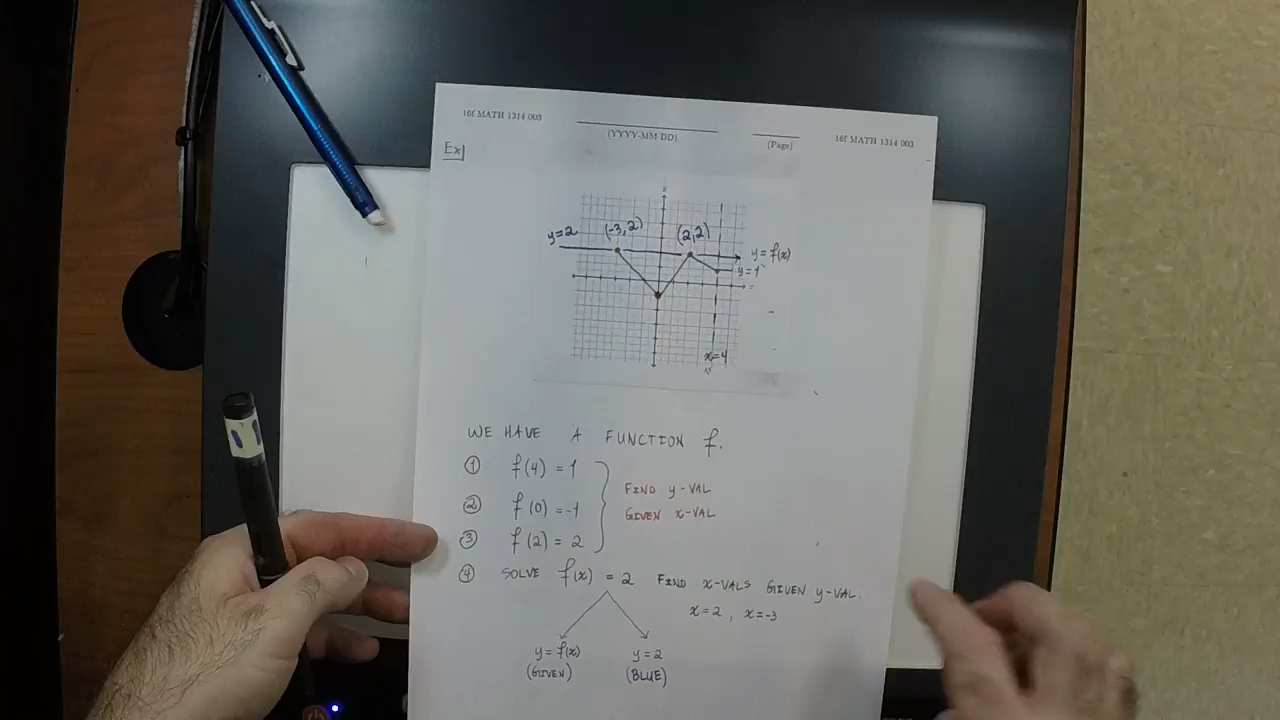 16f MATH 1314 003
(YYYY-MM-DD)
(Page)
16f MATH 1314 003
Ex
y=2
(-3, 2)
(2,2)
y=f(x)
y=1
x=4
WE HAVE A FUNCTION f.
① f(4) = 1
② f(0) = -1
③ f(2) = 2
FIND y-VAL
GIVEN x-VAL
④ SOLVE f(x) = 2 FIND x-VALS GIVEN y-VAL.
x=2, x=-3
y=f(x) y=2
(GIVEN) (BLUE)